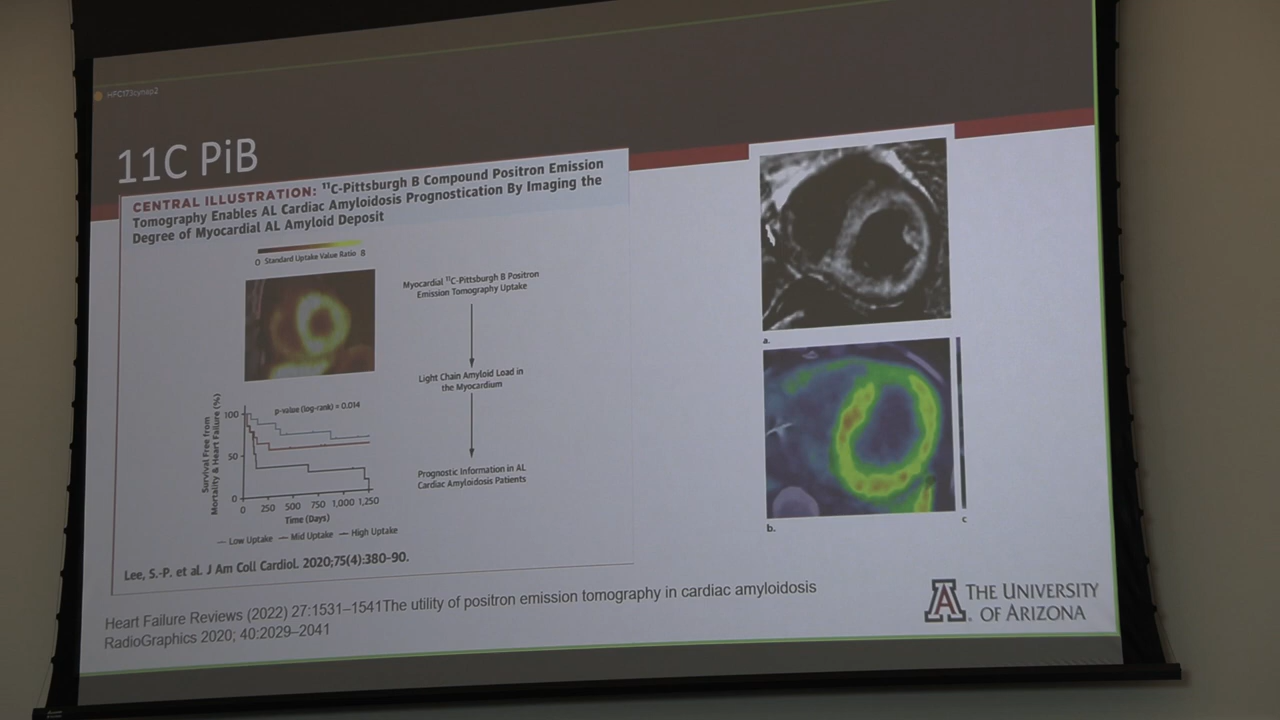 HFC173cynap2
11C PiB
CENTRAL ILLUSTRATION: ¹¹C-Pittsburgh B Compound Positron Emission
Tomography Enables AL Cardiac Amyloidosis Prognostication By Imaging the
Degree of Myocardial AL Amyloid Deposit
0 Standard Uptake Value Ratio 8
Myocardial ¹¹C-Pittsburgh B Positron
Emission Tomography Uptake
Light Chain Amyloid Load in
the Myocardium
Prognostic Information in AL
Cardiac Amyloidosis Patients
Survival Free from
Mortality & Heart Failure (%)
100
50
0
p-value (log-rank) = 0.014
0 250 500 750 1,000 1,250
Time (Days)
Low Uptake Mid Uptake High Uptake
Lee, S.-P. et al. J Am Coll Cardiol. 2020;75(4):380-90.
a.
b.
c
Heart Failure Reviews (2022) 27:1531–1541The utility of positron emission tomography in cardiac amyloidosis
RadioGraphics 2020; 40:2029–2041
THE UNIVERSITY
OF ARIZONA